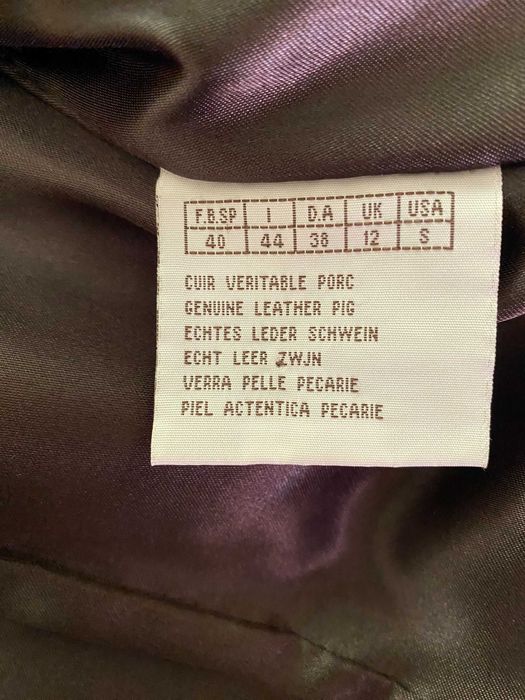 F.B.SP I D.A UK USA
40 44 38 12 S
CUIR VERITABLE PORC
GENUINE LEATHER PIG
ECHTES LEDER SCHWEIN
ECHT LEER ZWJN
VERRA PELLE PECARIE
PIEL ACTENTICA PECARIE